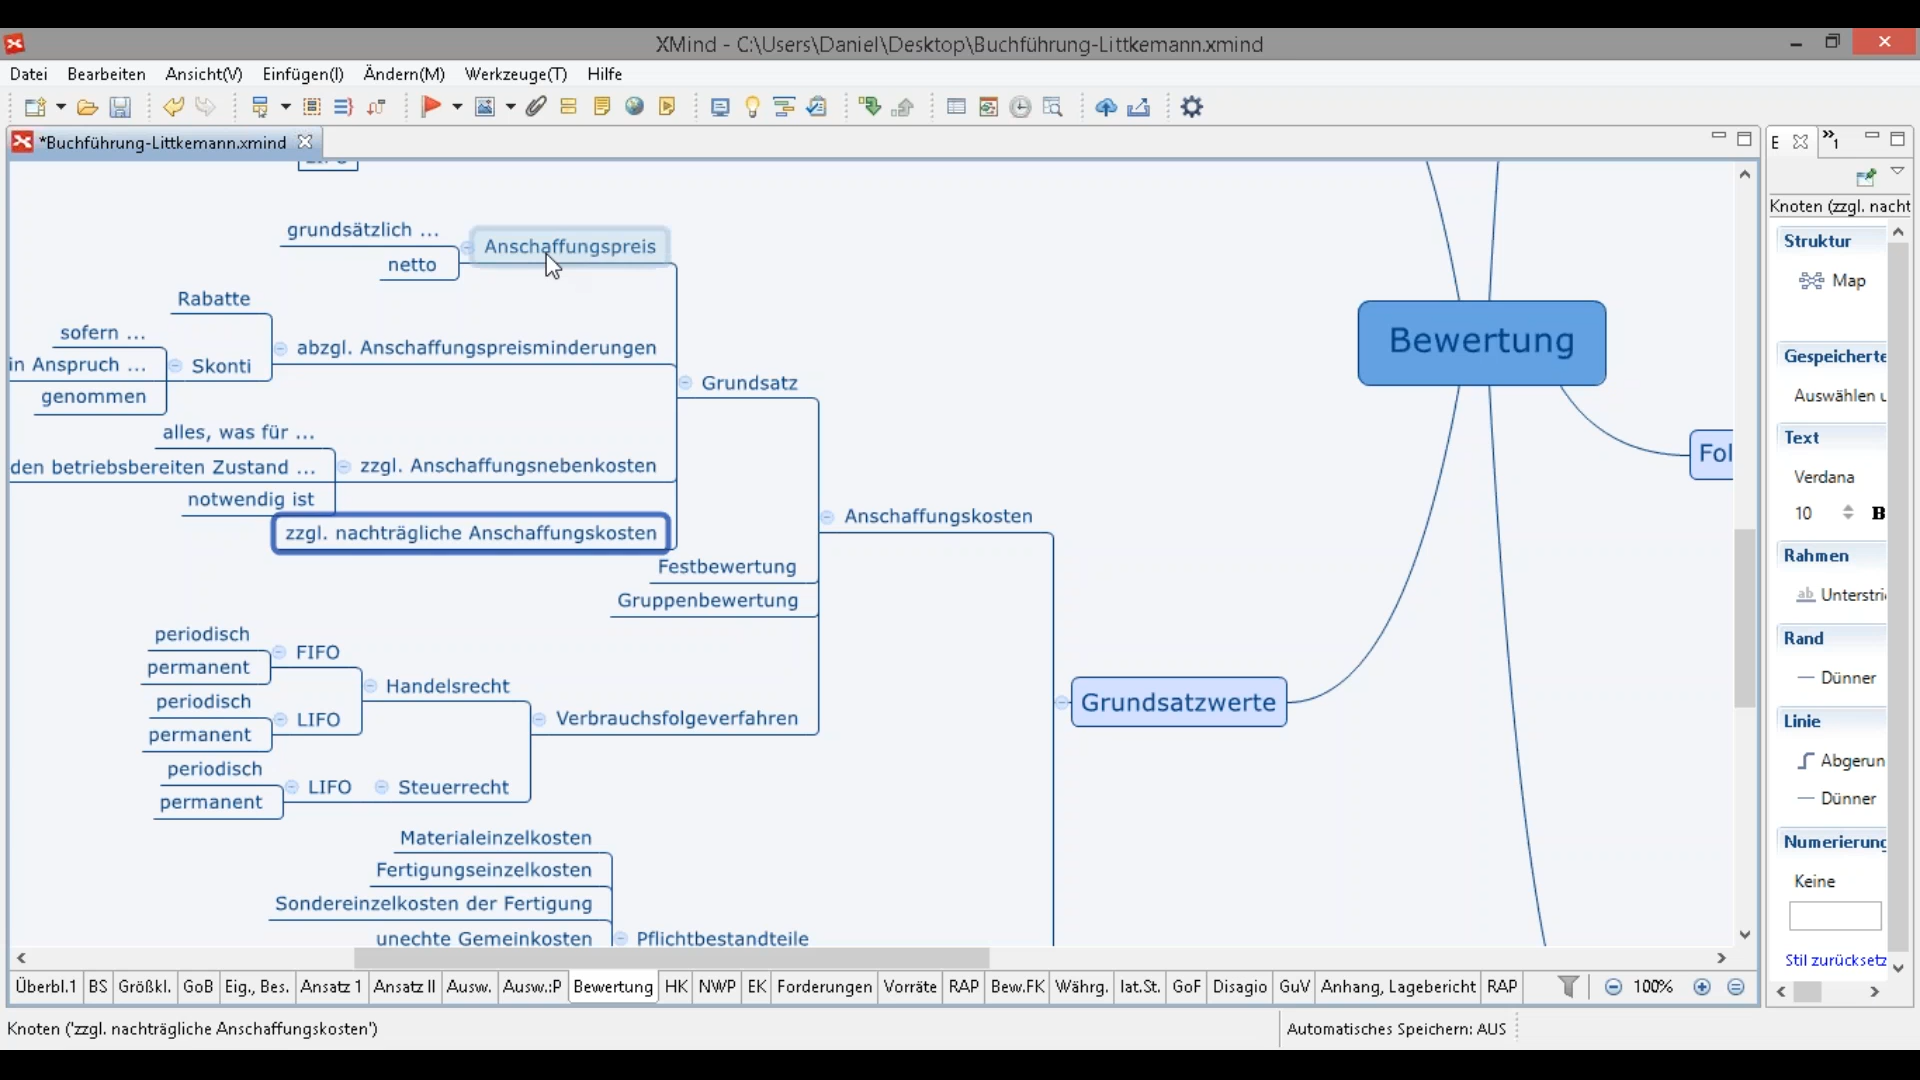 XMind - C:\Users\Daniel\Desktop\Buchführung-Littkemann.xmind
Datei Bearbeiten Ansicht(V) Einfügen(I) Ändern(M) Werkzeuge(T) Hilfe
*Buchführung-Littkemann.xmind
E
1
Knoten (zzgl. nacht
grundsätzlich ...
Anschaffungspreis
netto
Rabatte
sofern ...
abzgl. Anschaffungspreisminderungen
in Anspruch ...
Skonti
genommen
Grundsatz
alles, was für ...
den betriebsbereiten Zustand ...
zzgl. Anschaffungsnebenkosten
notwendig ist
zzgl. nachträgliche Anschaffungskosten
Anschaffungskosten
Festbewertung
Gruppenbewertung
periodisch
FIFO
permanent
Handelsrecht
periodisch
LIFO
permanent
Verbrauchsfolgeverfahren
periodisch
LIFO
Steuerrecht
permanent
Materialeinzelkosten
Fertigungseinzelkosten
Sondereinzelkosten der Fertigung
unechte Gemeinkosten
Pflichtbestandteile
Grundsatzwerte
Bewertung
Fol
Struktur
Map
Gespeicherte
Auswählen u
Text
Verdana
10 B
Rahmen
ab Unterstri
Rand
Dünner
Linie
Abgerun
Dünner
Numerierung
Keine
Stil zurücksetz
Überbl.1 BS Größkl. GoB Eig., Bes. Ansatz 1 Ansatz II Ausw. Ausw.:P Bewertung HK NWP EK Forderungen Vorräte RAP Bew.FK Währg. lat.St. GoF Disagio GuV Anhang, Lagebericht RAP 100%
Knoten ('zzgl. nachträgliche Anschaffungskosten')
Automatisches Speichern: AUS